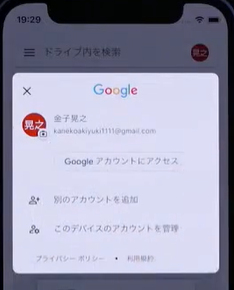 19:29
ドライブ内を検索
晃之
Google
晃之
金子晃之
kanekoakiyuki1111@gmail.com
Google アカウントにアクセス
別のアカウントを追加
このデバイスのアカウントを管理
プライバシー ポリシー • 利用規約